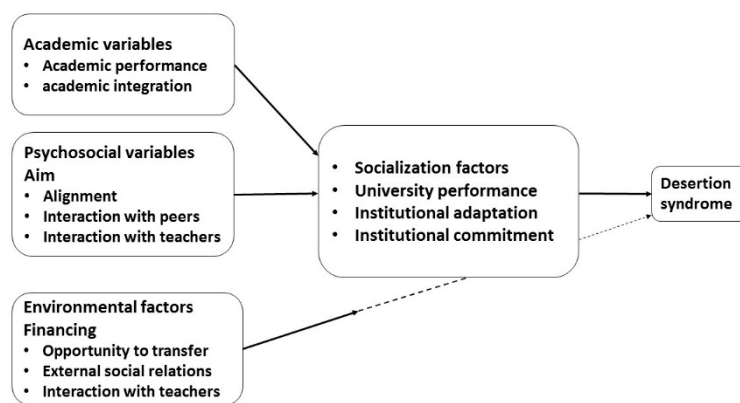 Academic variables
• Academic performance
• academic integration
Psychosocial variables
Aim
• Alignment
• Interaction with peers
• Interaction with teachers
Environmental factors
Financing
• Opportunity to transfer
• External social relations
• Interaction with teachers
• Socialization factors
• University performance
• Institutional adaptation
• Institutional commitment
Desertion
syndrome